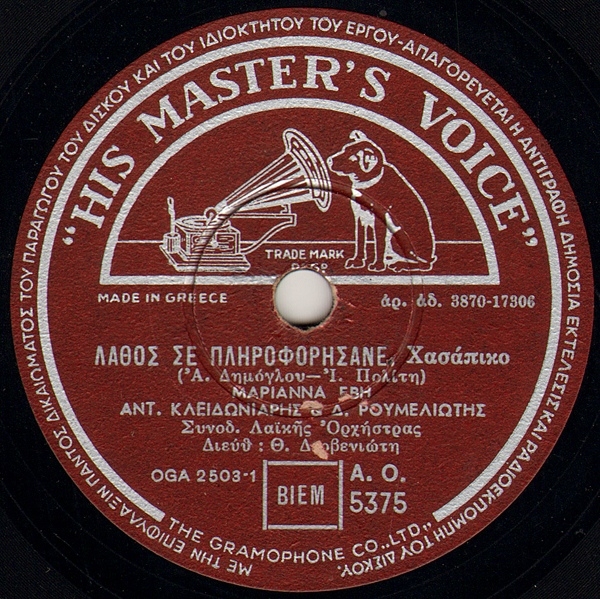 ΜΕ ΤΗΝ ΕΠΙΦΥΛΑΞΙΝ ΠΑΝΤΟΣ ΔΙΚΑΙΩΜΑΤΟΣ ΤΟΥ ΠΑΡΑΓΩΓΟΥ ΤΟΥ ΔΙΣΚΟΥ ΚΑΙ ΤΟΥ ΙΔΙΟΚΤΗΤΟΥ ΤΟΥ ΕΡΓΟΥ-ΑΠΑΓΟΡΕΥΕΤΑΙ Η ΑΝΤΙΓΡΑΦΗ ΔΗΜΟΣΙΑ ΕΚΤΕΛΕΣΙΣ ΚΑΙ ΡΑΔΙΟΕΚΠΟΜΠΗ ΤΟΥ ΔΙΣΚΟΥ.
"HIS MASTER'S VOICE"
TRADE MARK
MADE IN GREECE
ἀρ. ἀδ. 3870-17306
ΛΑΘΟΣ ΣΕ ΠΛΗΡΟΦΟΡΗΣΑΝΕ, Χασάπικο
(Ἀ. Δημόγλου—Ἰ. Πολίτη)
ΜΑΡΙΑΝΝΑ ΕΒΗ
ΑΝΤ. ΚΛΕΙΔΩΝΙΑΡΗΣ & Δ. ΡΟΥΜΕΛΙΩΤΗΣ
Συνοδ. Λαϊκῆς Ὀρχήστρας
Διευθ : Θ. Δερβενιώτη
OGA 2503-1
BIEM
A. O.
5375
THE GRAMOPHONE CO., LTD.,